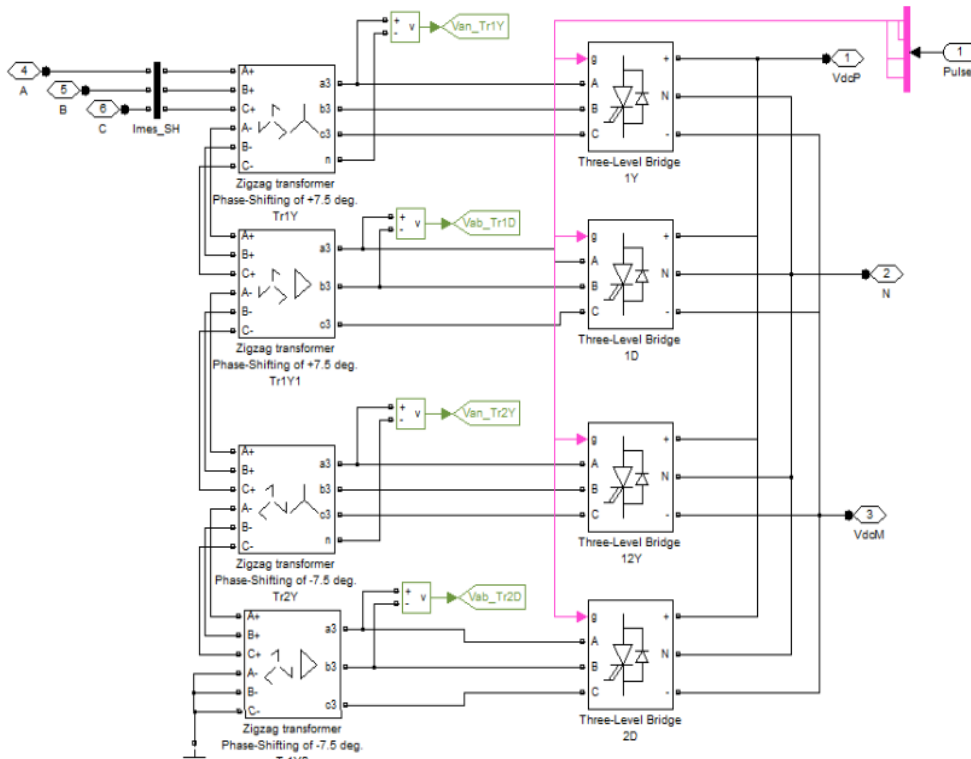 4
A
5
B
6
C
Imes_SH
A+
B+
C+
A-
B-
C-
a3
b3
c3
n
Zigzag transformer
Phase-Shifting of +7.5 deg.
Tr1Y
+
-
v
Van_Tr1Y
g
A
B
C
+
N
-
Three-Level Bridge
1Y
1
VdcP
1
Pulse
A+
B+
C+
A-
B-
C-
a3
b3
c3
Zigzag transformer
Phase-Shifting of +7.5 deg.
Tr1Y1
+
-
v
Vab_Tr1D
g
A
B
C
+
N
-
Three-Level Bridge
1D
2
N
A+
B+
C+
A-
B-
C-
a3
b3
c3
n
Zigzag transformer
Phase-Shifting of -7.5 deg.
Tr2Y
+
-
v
Van_Tr2Y
g
A
B
C
+
N
-
Three-Level Bridge
12Y
3
VdcM
A+
B+
C+
A-
B-
C-
a3
b3
c3
Zigzag transformer
Phase-Shifting of -7.5 deg.
+
-
v
Vab_Tr2D
g
A
B
C
+
N
-
Three-Level Bridge
2D